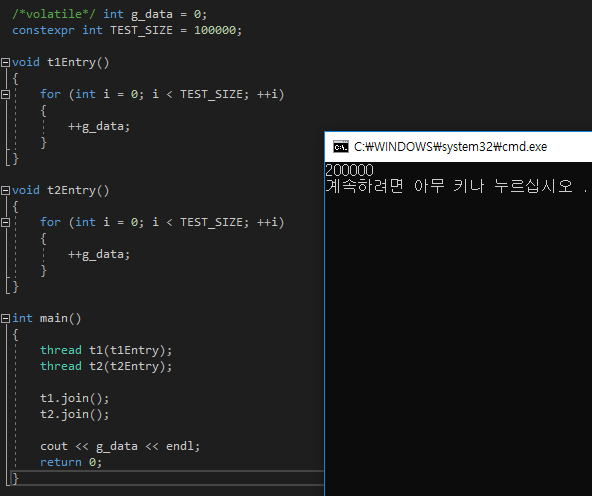 /*volatile*/ int g_data = 0;
constexpr int TEST_SIZE = 100000;
void t1Entry()
{
for (int i = 0; i < TEST_SIZE; ++i)
{
++g_data;
}
}
void t2Entry()
{
for (int i = 0; i < TEST_SIZE; ++i)
{
++g_data;
}
}
int main()
{
thread t1(t1Entry);
thread t2(t2Entry);
t1.join();
t2.join();
cout << g_data << endl;
return 0;
}
C:₩WINDOWS₩system32₩cmd.exe
200000
계속하려면 아무 키나 누르십시오 .